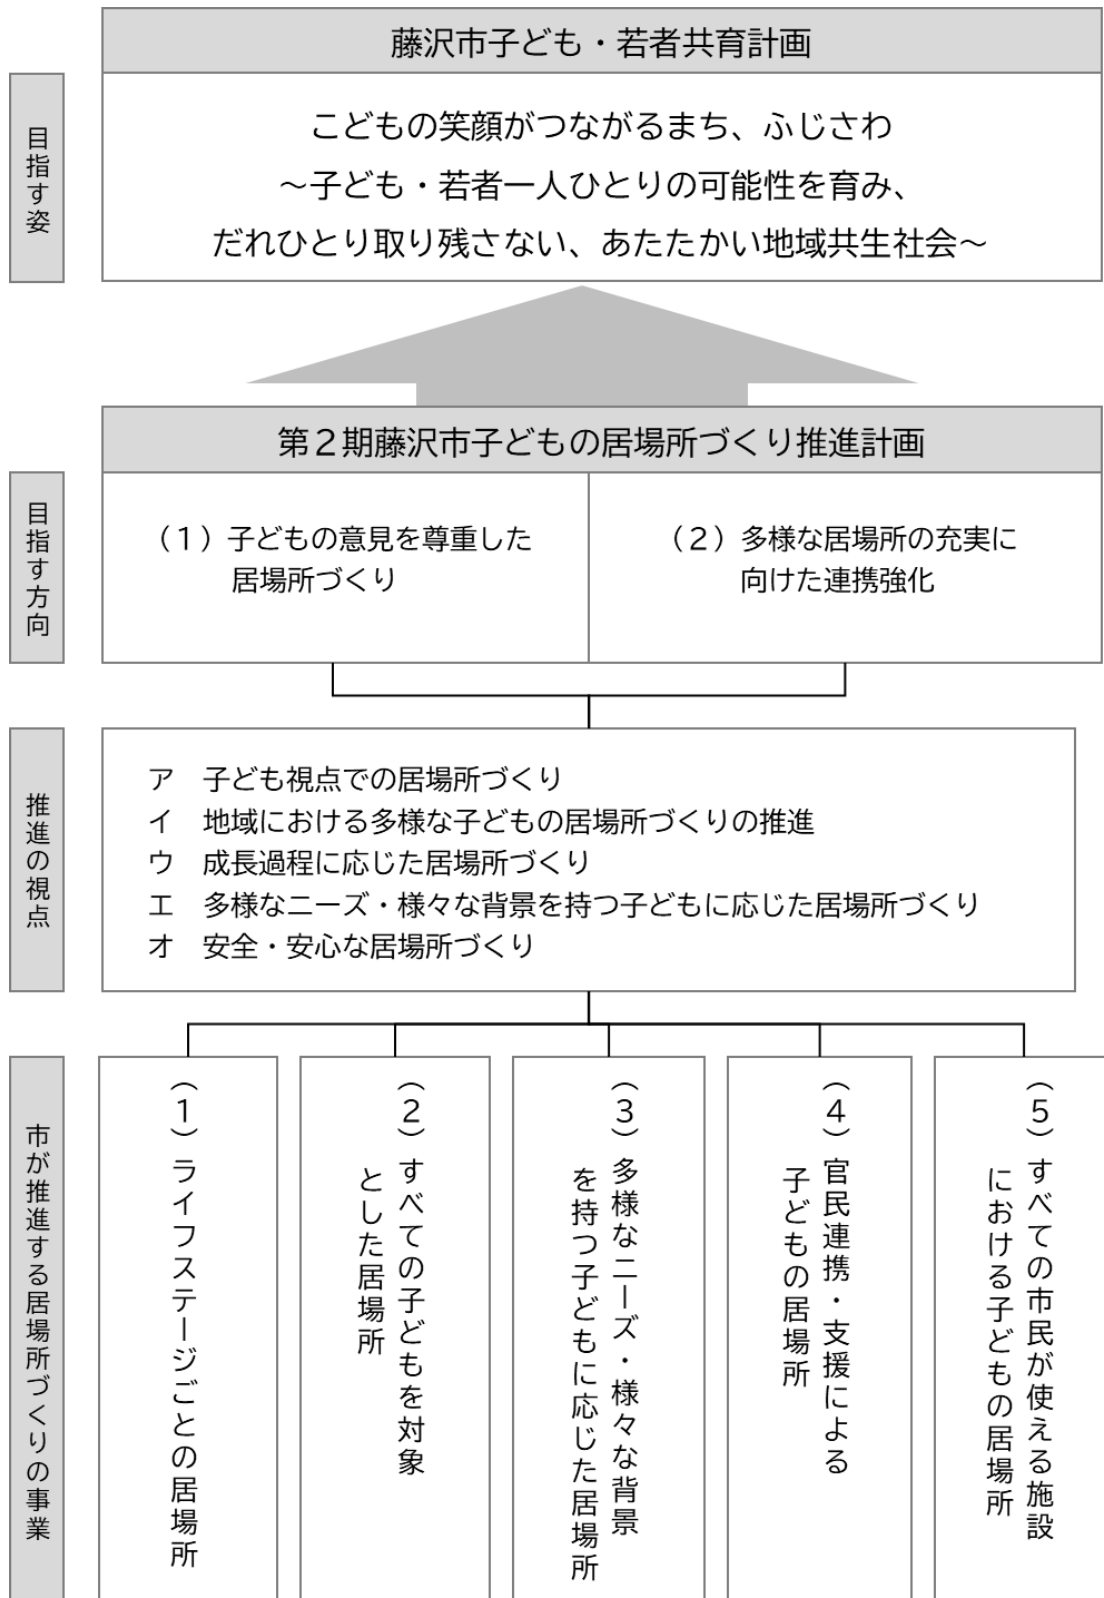 藤沢市子ども・若者共育計画
目指す姿
こどもの笑顔がつながるまち、ふじさわ
～子ども・若者一人ひとりの可能性を育み、
だれひとり取り残さない、あたたかい地域共生社会～
第２期藤沢市子どもの居場所づくり推進計画
目指す方向
（１）子どもの意見を尊重した
居場所づくり
（２）多様な居場所の充実に
向けた連携強化
推進の視点
ア　子ども視点での居場所づくり
イ　地域における多様な子どもの居場所づくりの推進
ウ　成長過程に応じた居場所づくり
エ　多様なニーズ・様々な背景を持つ子どもに応じた居場所づくり
オ　安全・安心な居場所づくり
市が推進する居場所づくりの事業
（１）ライフステージごとの居場所
（２）すべての子どもを対象
とした居場所
（３）多様なニーズ・様々な背景
を持つ子どもに応じた居場所
（４）官民連携・支援による
子どもの居場所
（５）すべての市民が使える施設
における子どもの居場所